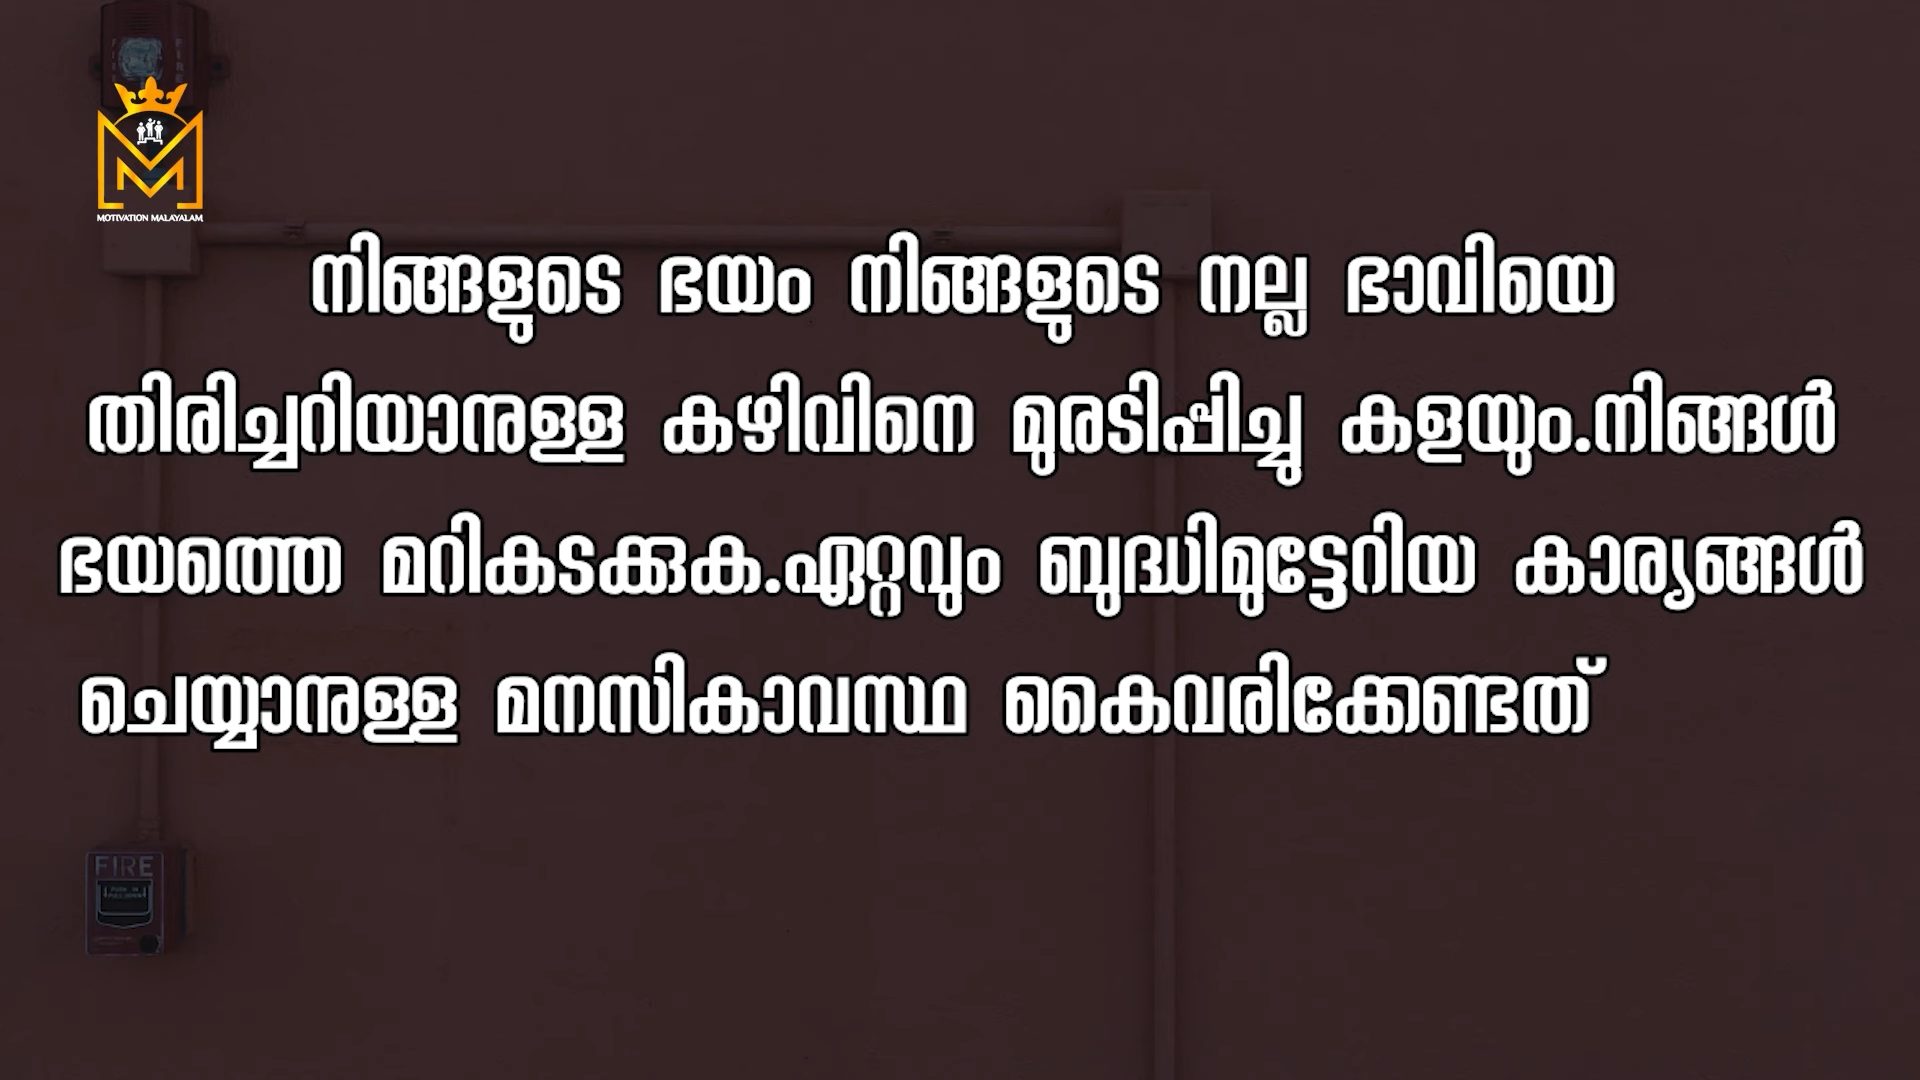 MOTIVATION MALAYALAM
നിങ്ങളുടെ ഭയം നിങ്ങളുടെ നല്ല ഭാവിയെ
തിരിച്ചറിയാനുള്ള കഴിവിനെ മുരടിപ്പിച്ചു കളയും.നിങ്ങൾ
ഭയത്തെ മറികടക്കുക.ഏറ്റവും ബുദ്ധിമുട്ടേറിയ കാര്യങ്ങൾ
ചെയ്യാനുള്ള മനസികാവസ്ഥ കൈവരിക്കേണ്ടത്
FIRE